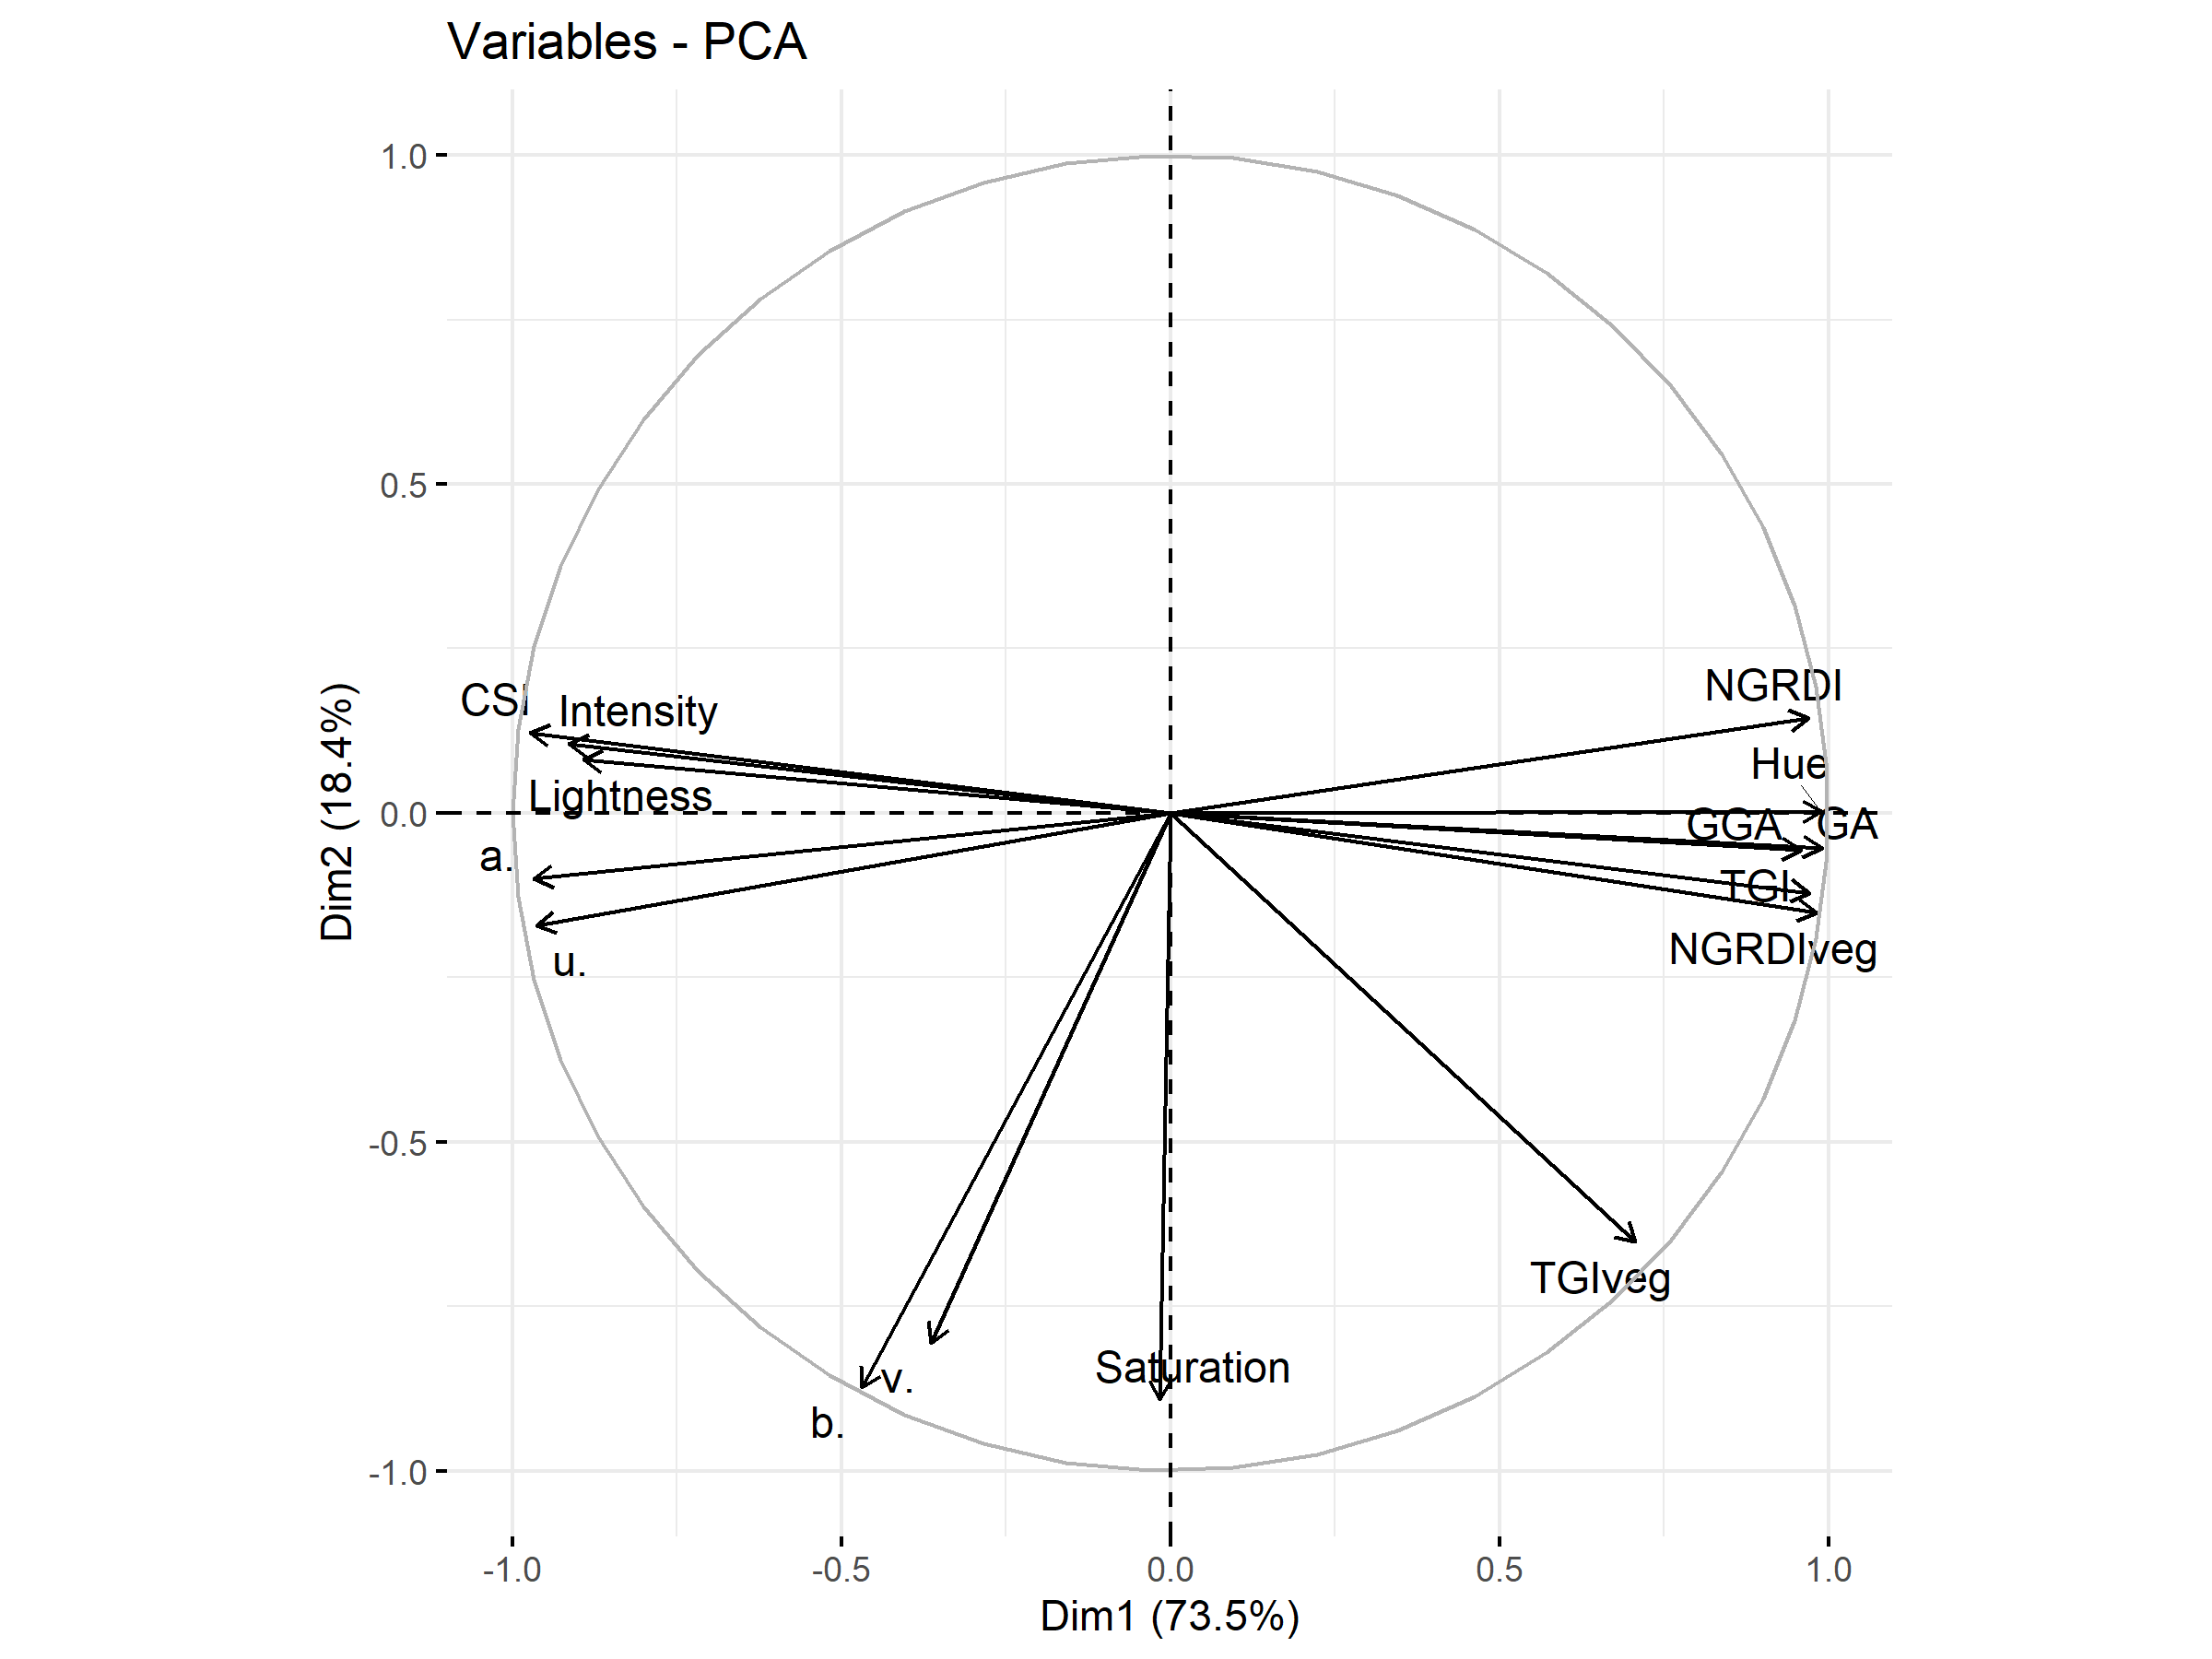 Variables - PCA
1.0
0.5
0.0
-0.5
-1.0
Dim2 (18.4%)
CSI
Intensity
Lightness
a.
u.
NGRDI
Hue
GGA
GA
TGI
NGRDIveg
TGIveg
Saturation
v.
b.
-1.0
-0.5
0.0
0.5
1.0
Dim1 (73.5%)